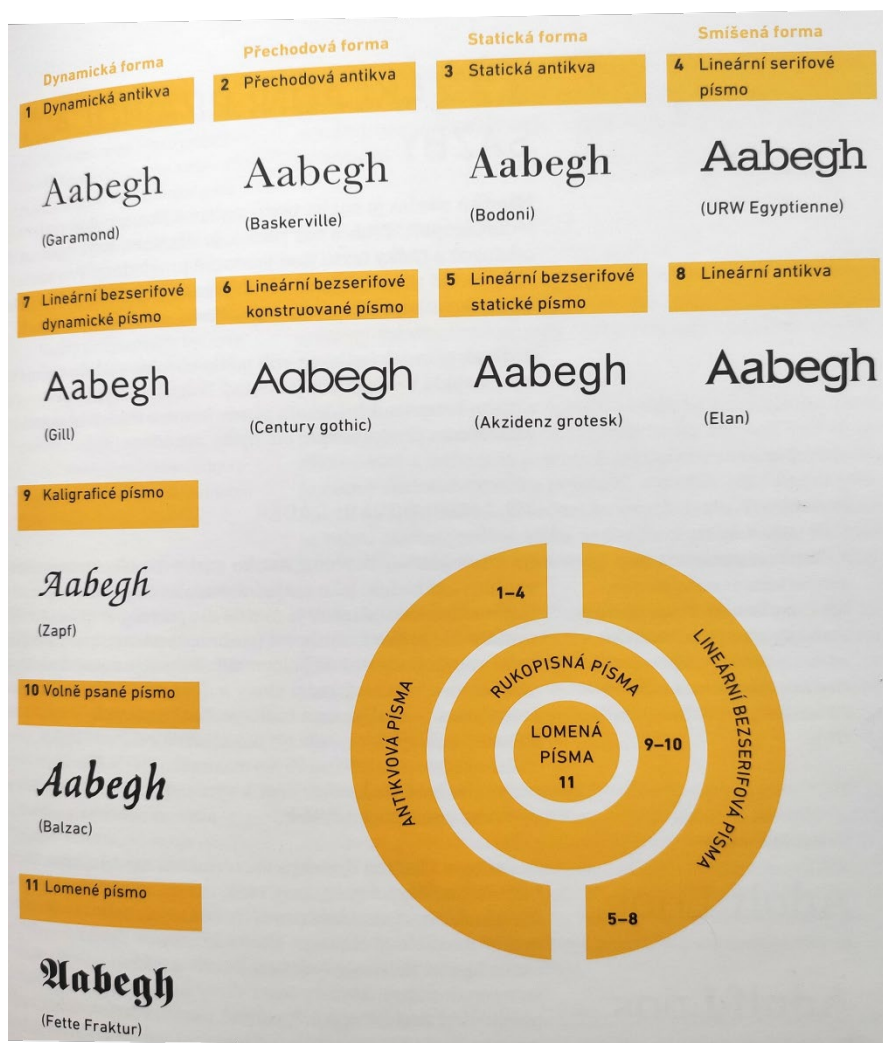 Dynamická forma
Přechodová forma
Statická forma
Smíšená forma
1 Dynamická antikva
2 Přechodová antikva
3 Statická antikva
4 Lineární serifové
písmo
Aabegh
Aabegh
Aabegh
Aabegh
(Garamond)
(Baskerville)
(Bodoni)
(URW Egyptienne)
7 Lineární bezserifové
dynamické písmo
6 Lineární bezserifové
konstruované písmo
5 Lineární bezserifové
statické písmo
8 Lineární antikva
Aabegh
Aabegh
Aabegh
Aabegh
(Gill)
(Century gothic)
(Akzidenz grotesk)
(Elan)
9 Kaligraficé písmo
Aabegh
(Zapf)
10 Volně psané písmo
Aabegh
(Balzac)
11 Lomené písmo
Aabegh
(Fette Fraktur)
1–4
ANTIKVOVÁ PÍSMA
RUKOPISNÁ PÍSMA
9–10
LOMENÁ
PÍSMA
11
LINEÁRNÍ BEZSERIFOVÁ PÍSMA
5–8